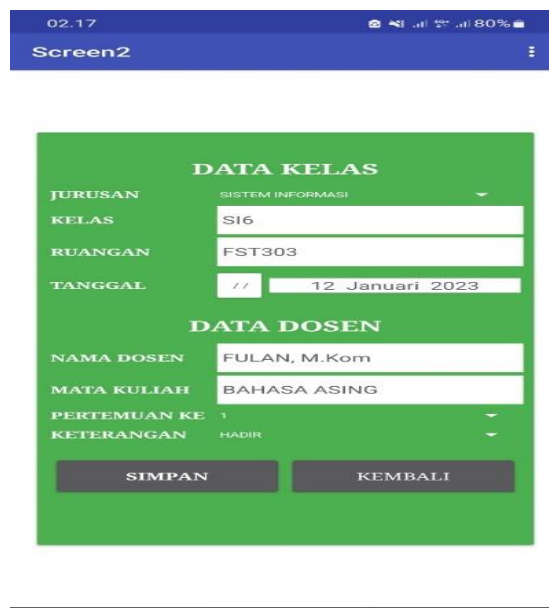 02.17 80%
Screen2
DATA KELAS
JURUSAN SISTEM INFORMASI
KELAS SI6
RUANGAN FST303
TANGGAL // 12 Januari 2023
DATA DOSEN
NAMA DOSEN FULAN, M.Kom
MATA KULIAH BAHASA ASING
PERTEMUAN KE 1
KETERANGAN HADIR
SIMPAN KEMBALI